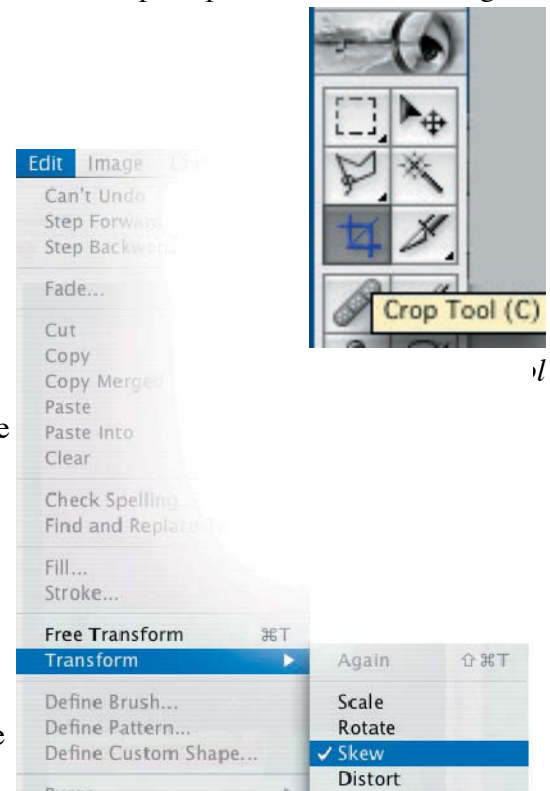 Crop Tool (C)
Edit Image
Can't Undo
Step Forward
Step Backward
Fade...
Cut
Copy
Copy Merged
Paste
Paste Into
Clear
Check Spelling...
Find and Replace
Fill...
Stroke...
Free Transform ⌘T
Transform ▶
Again ⇧⌘T
Define Brush...
Scale
Define Pattern...
Rotate
Define Custom Shape...
✓ Skew
Distort